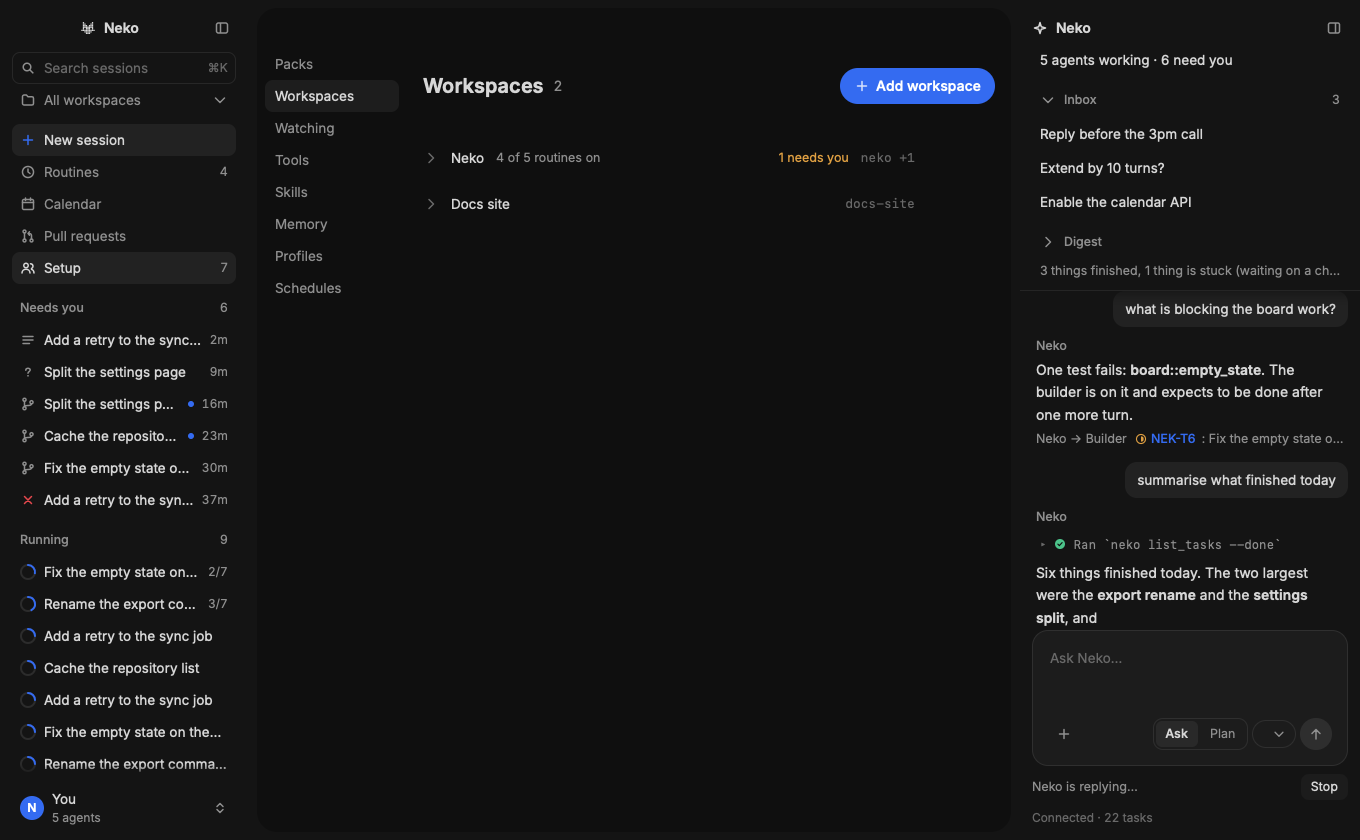 Neko
Search sessions ⌘K
All workspaces
New session
Routines 4
Calendar
Pull requests
Setup 7
Needs you 6
Add a retry to the sync... 2m
Split the settings page 9m
Split the settings p... 16m
Cache the reposito... 23m
Fix the empty state o... 30m
Add a retry to the syn... 37m
Running 9
Fix the empty state on... 2/7
Rename the export co... 3/7
Add a retry to the sync job
Cache the repository list
Add a retry to the sync job
Fix the empty state on the...
Rename the export comma...
N
You
5 agents
Packs
Workspaces
Watching
Tools
Skills
Memory
Profiles
Schedules
Workspaces 2
Add workspace
Neko 4 of 5 routines on 1 needs you neko +1
Docs site docs-site
Neko
5 agents working · 6 need you
Inbox 3
Reply before the 3pm call
Extend by 10 turns?
Enable the calendar API
Digest
3 things finished, 1 thing is stuck (waiting on a ch...
what is blocking the board work?
Neko
One test fails: board::empty_state. The
builder is on it and expects to be done after
one more turn.
Neko → Builder NEK-T6 : Fix the empty state o...
summarise what finished today
Neko
Ran `neko list_tasks --done`
Six things finished today. The two largest
were the export rename and the settings
split, and
Ask Neko...
Ask Plan
Neko is replying... Stop
Connected · 22 tasks